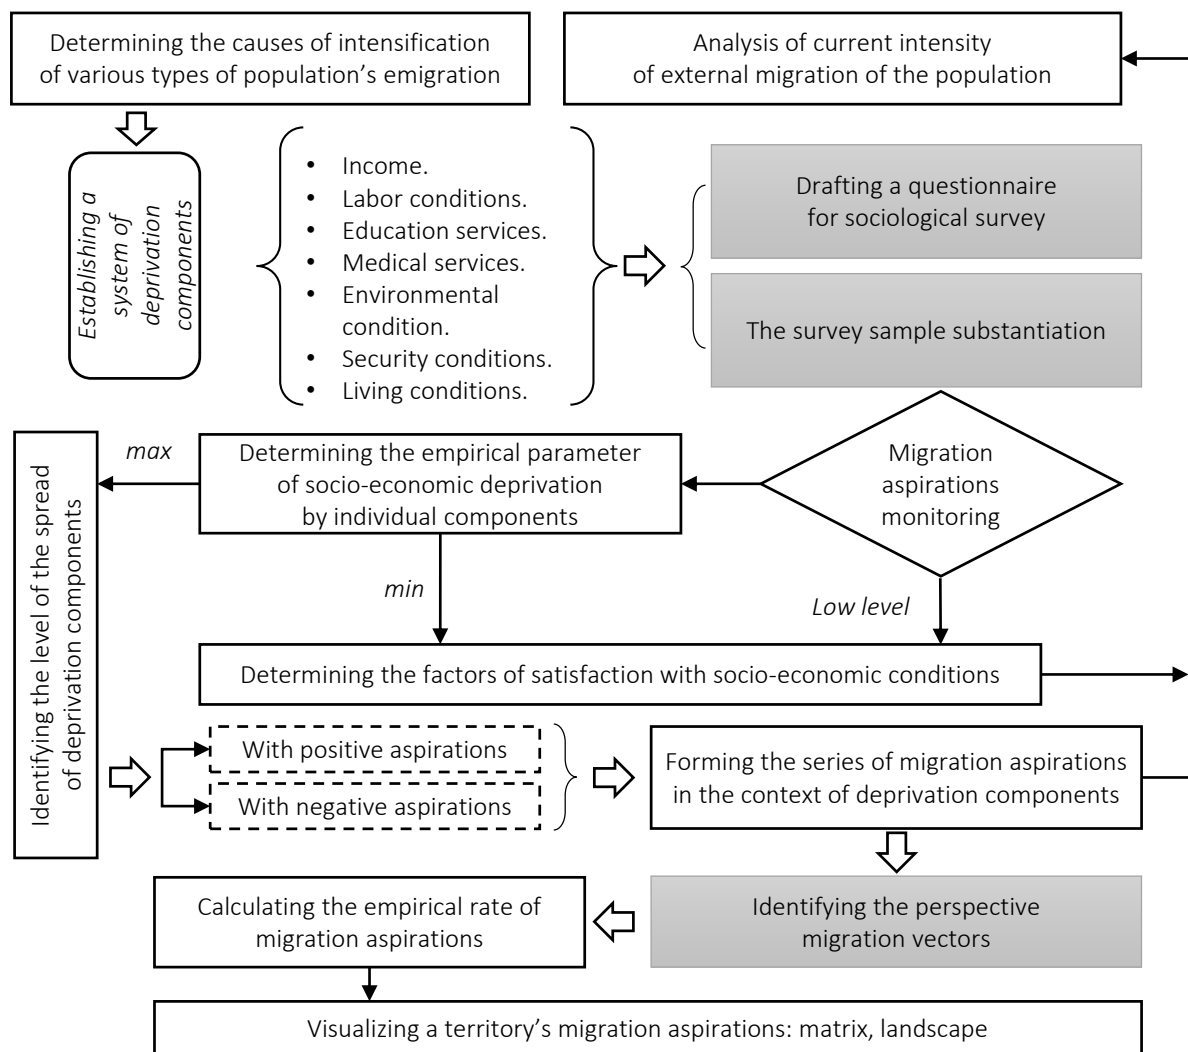 Determining the causes of intensification
of various types of population’s emigration
Analysis of current intensity
of external migration of the population
Establishing a
system of
deprivation
components
• Income.
• Labor conditions.
• Education services.
• Medical services.
• Environmental
condition.
• Security conditions.
• Living conditions.
Drafting a questionnaire
for sociological survey
The survey sample substantiation
Migration
aspirations
monitoring
Determining the empirical parameter
of socio-economic deprivation
by individual components
max
min
Low level
Identifying the level of the spread
of deprivation components
Determining the factors of satisfaction with socio-economic conditions
With positive aspirations
With negative aspirations
Forming the series of migration aspirations
in the context of deprivation components
Identifying the perspective
migration vectors
Calculating the empirical rate of
migration aspirations
Visualizing a territory’s migration aspirations: matrix, landscape